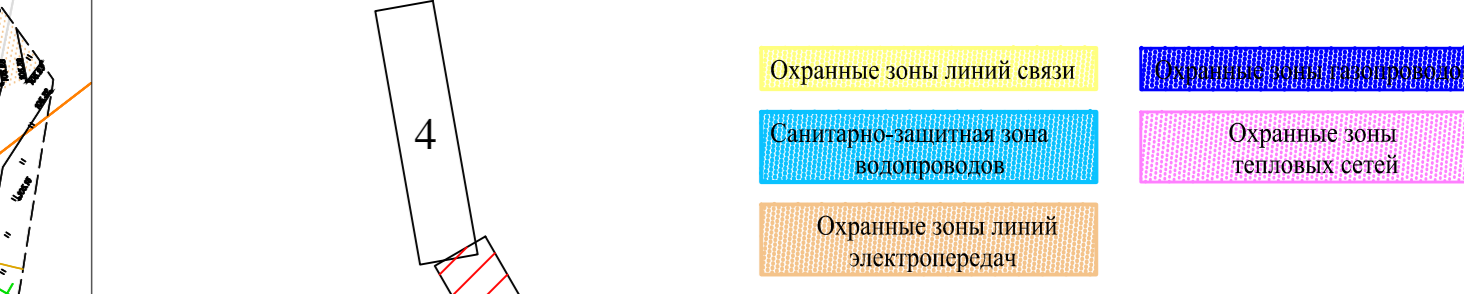 4
Охранные зоны линий связи
Охранные зоны газопроводо
Санитарно-защитная зона
водопроводов
Охранные зоны
тепловых сетей
Охранные зоны линий
электропередач